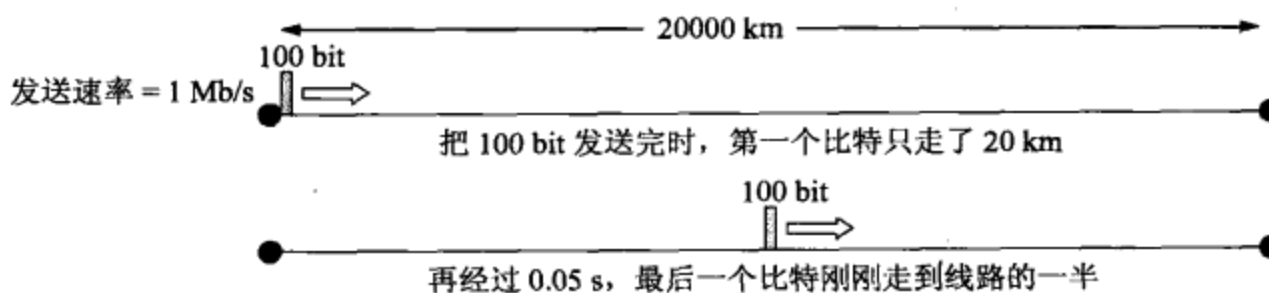 20000 km
100 bit
发送速率 = 1 Mb/s
把 100 bit 发送完时，第一个比特只走了 20 km
100 bit
再经过 0.05 s，最后一个比特刚刚走到线路的一半